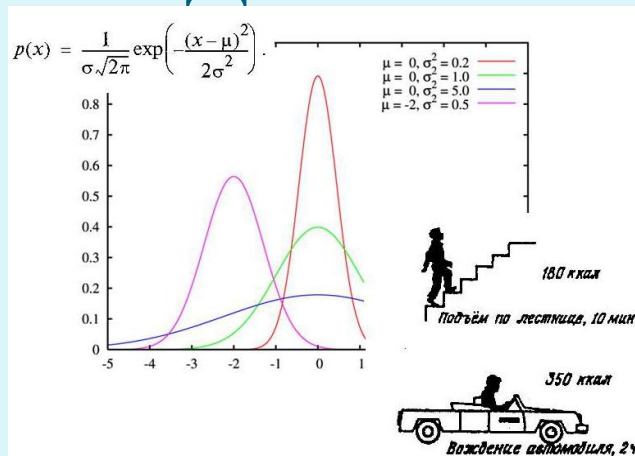 p(x) = 1/(σ√2π) exp(-(x-μ)²/(2σ²)) .
μ = 0, σ² = 0.2
μ = 0, σ² = 1.0
μ = 0, σ² = 5.0
μ = -2, σ² = 0.5
0.8
0.7
0.6
0.5
0.4
0.3
0.2
0.1
0
-5 -4 -3 -2 -1 0 1
180 ккал
Подъём по лестнице, 10 мин
350 ккал
Вождение автомобиля, 2ч